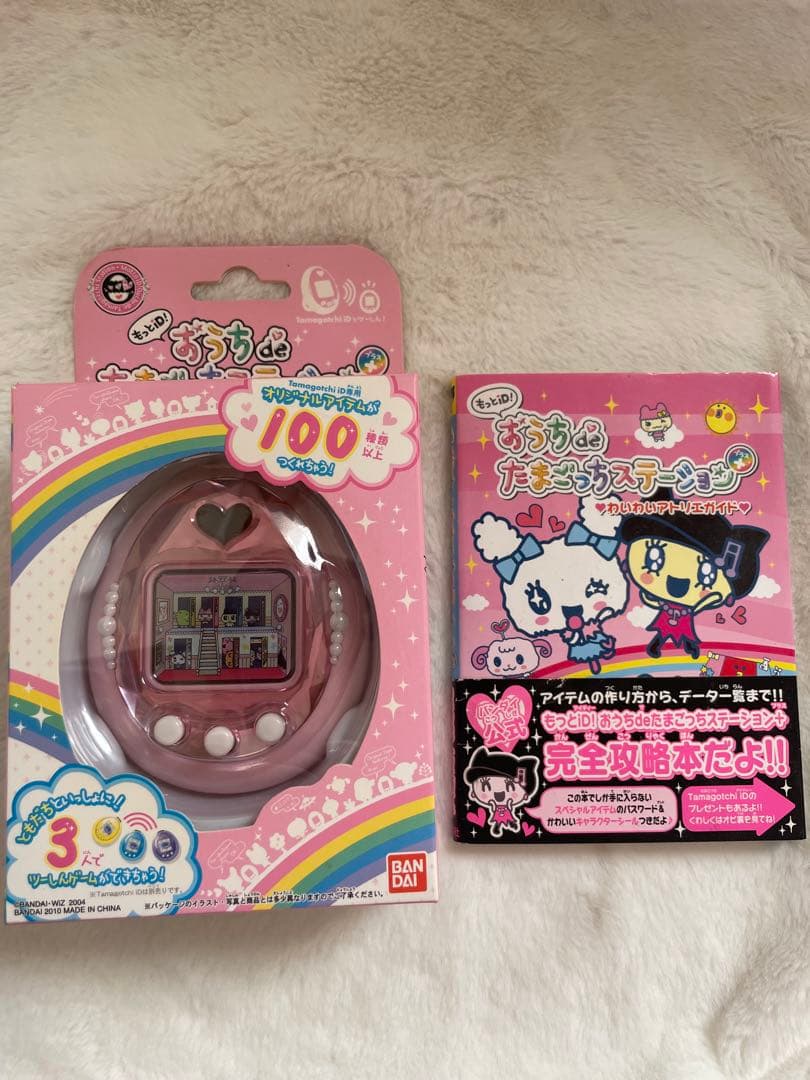 Tamagotchi iDとツーしん！
もっとiD!
おうちde
プラス
Tamagotchi iD専用
オリジナルアイテムが
100種類以上
つくれちゃう！
ともだちといっしょに！
3人で
ツーしんゲームができちゃう！
※Tamagotchi iDは別売りです。
©BANDAI・WiZ 2004
BANDAI 2010 MADE IN CHINA
※パッケージのイラスト・写真と商品とは多少異なりますのでご了承ください。
BAN
DAI
もっとiD!
おうちde
たまごっちステーション
プラス
♥わいわいアトリエガイド♥
バンダイ
公式
アイテムの作り方から、データ一覧まで!!
もっとiD! おうちdeたまごっちステーション+
完全攻略本だよ!!
この本でしか手に入らない
スペシャルアイテムのパスワード&
かわいいキャラクターシールつきだよ♪
Tamagotchi iDの
プレゼントもあるよ!!
くわしくはオビ裏を見てね!